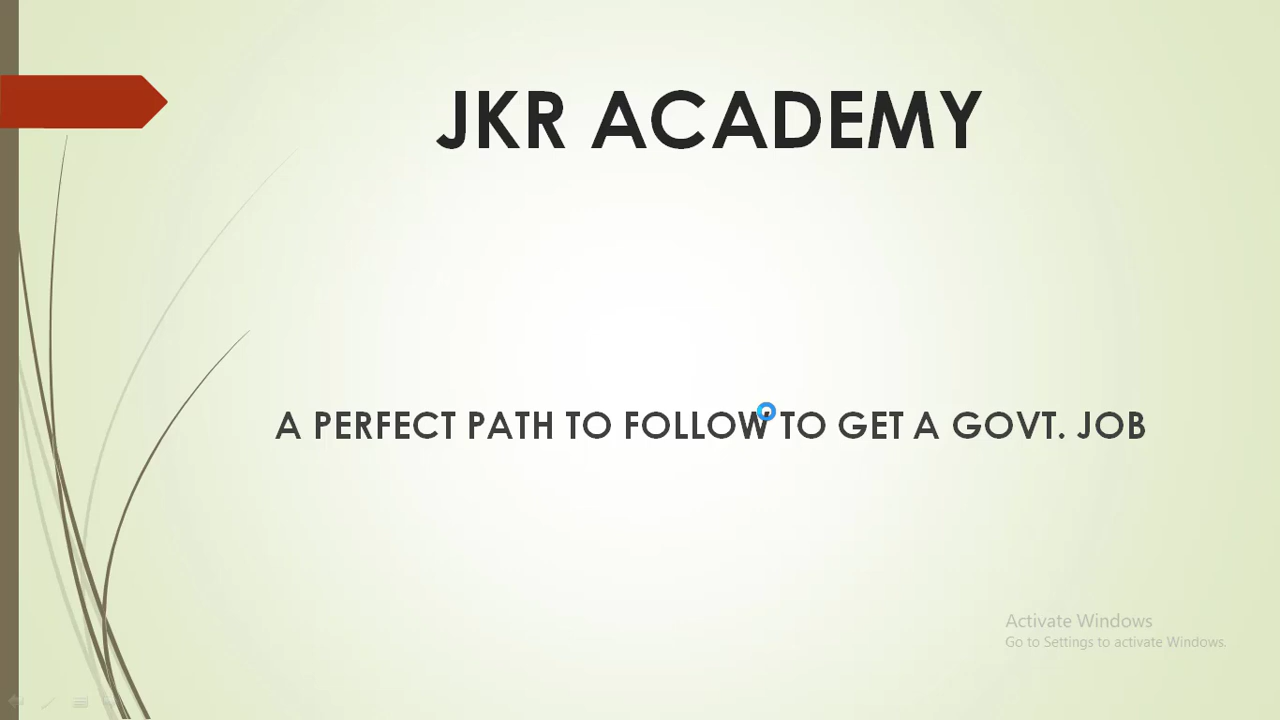 JKR ACADEMY
A PERFECT PATH TO FOLLOW TO GET A GOVT. JOB
Activate Windows
Go to Settings to activate Windows.